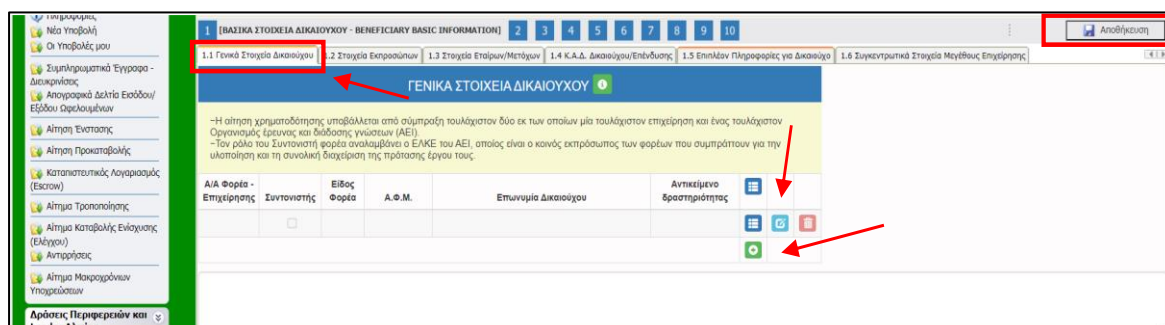 Πληροφορίες
Νέα Υποβολή
Οι Υποβολές μου
Συμπληρωματικά Έγγραφα -
Διευκρινίσεις
Απογραφικά Δελτία Εισόδου/
Εξόδου Ωφελουμένων
Αίτηση Ένστασης
Αίτηση Προκαταβολής
Καταπιστευτικός Λογαριασμός
(Escrow)
Αίτημα Τροποποίησης
Αίτημα Καταβολής Ενίσχυσης
(Ελέγχου)
Αντιρρήσεις
Αίτημα Μακροχρόνιων
Υποχρεώσεων
Δράσεις Περιφερειών και
1 [ΒΑΣΙΚΑ ΣΤΟΙΧΕΙΑ ΔΙΚΑΙΟΥΧΟΥ - BENEFICIARY BASIC INFORMATION] 2 3 4 5 6 7 8 9 10
Αποθήκευση
1.1 Γενικά Στοιχεία Δικαιούχου 1.2 Στοιχεία Εκπροσώπων 1.3 Στοιχεία Εταίρων/Μετόχων 1.4 Κ.Α.Δ. Δικαιούχου/Επένδυσης 1.5 Επιπλέον Πληροφορίες για Δικαιούχο 1.6 Συγκεντρωτικά Στοιχεία Μεγέθους Επιχείρησης
ΓΕΝΙΚΑ ΣΤΟΙΧΕΙΑ ΔΙΚΑΙΟΥΧΟΥ
-Η αίτηση χρηματοδότησης υποβάλλεται από σύμπραξη τουλάχιστον δύο εκ των οποίων μία τουλάχιστον επιχείρηση και ένας τουλάχιστον
Οργανισμός έρευνας και διάδοσης γνώσεων (ΑΕΙ).
-Τον ρόλο του Συντονιστή φορέα αναλαμβάνει ο ΕΛΚΕ του ΑΕΙ, οποίος είναι ο κοινός εκπρόσωπος των φορέων που συμπράττουν για την
υλοποίηση και τη συνολική διαχείριση της πρότασης έργου τους.
Α/Α Φορέα -
Επιχείρησης Συντονιστής Είδος
Φορέα Α.Φ.Μ. Επωνυμία Δικαιούχου Αντικείμενο
δραστηριότητας